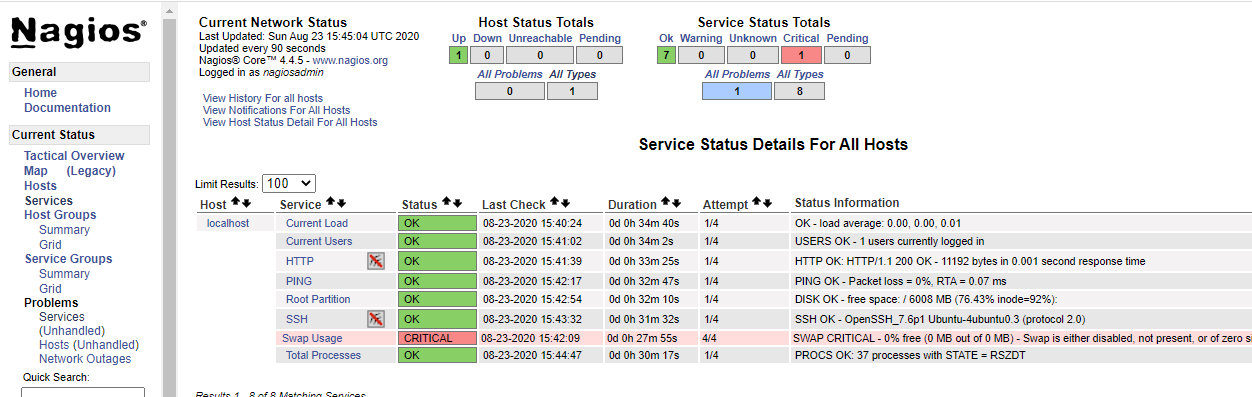 Nagios®
General
Home
Documentation
Current Status
Tactical Overview
Map (Legacy)
Hosts
Services
Host Groups
Summary
Grid
Service Groups
Summary
Grid
Problems
Services
(Unhandled)
Hosts (Unhandled)
Network Outages
Quick Search:
Current Network Status
Last Updated: Sun Aug 23 15:45:04 UTC 2020
Updated every 90 seconds
Nagios® Core™ 4.4.5 - www.nagios.org
Logged in as nagiosadmin
View History For all hosts
View Notifications For All Hosts
View Host Status Detail For All Hosts
Host Status Totals
Up Down Unreachable Pending
1 0 0 0
All Problems All Types
0 1
Service Status Totals
Ok Warning Unknown Critical Pending
7 0 0 1 0
All Problems All Types
1 8
Service Status Details For All Hosts
Limit Results: 100
Host Service Status Last Check Duration Attempt Status Information
localhost Current Load OK 08-23-2020 15:40:24 0d 0h 34m 40s 1/4 OK - load average: 0.00, 0.00, 0.01
Current Users OK 08-23-2020 15:41:02 0d 0h 34m 2s 1/4 USERS OK - 1 users currently logged in
HTTP OK 08-23-2020 15:41:39 0d 0h 33m 25s 1/4 HTTP OK: HTTP/1.1 200 OK - 11192 bytes in 0.001 second response time
PING OK 08-23-2020 15:42:17 0d 0h 32m 47s 1/4 PING OK - Packet loss = 0%, RTA = 0.07 ms
Root Partition OK 08-23-2020 15:42:54 0d 0h 10m 10s 1/4 DISK OK - free space: / 6008 MB (76.43% inode=92%):
SSH OK 08-23-2020 15:43:32 0d 0h 31m 32s 1/4 SSH OK - OpenSSH_7.6p1 Ubuntu-4ubuntu0.3 (protocol 2.0)
Swap Usage CRITICAL 08-23-2020 15:42:09 0d 0h 27m 55s 4/4 SWAP CRITICAL - 0% free (0 MB out of 0 MB) - Swap is either disabled, not present, or of zero si
Total Processes OK 08-23-2020 15:44:47 0d 0h 30m 17s 1/4 PROCS OK: 37 processes with STATE = RSZDT
Results 1 - 8 of 8 Matching Services